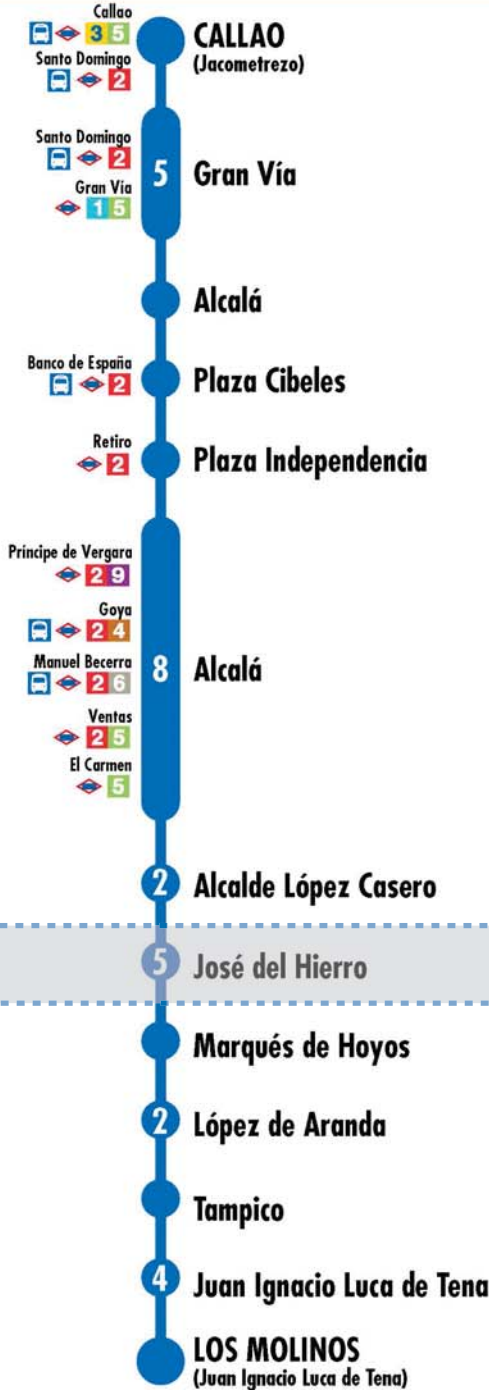 Callao
3 5
CALLAO
(Jacometrezo)
Santo Domingo
2
Santo Domingo
2
5 Gran Vía
Gran Vía
1 5
Alcalá
Banco de España
2
Plaza Cibeles
Retiro
2
Plaza Independencia
Príncipe de Vergara
2 9
Goya
2 4
Manuel Becerra
2 6
8 Alcalá
Ventas
2 5
El Carmen
5
2 Alcalde López Casero
5 José del Hierro
Marqués de Hoyos
2 López de Aranda
Tampico
4 Juan Ignacio Luca de Tena
LOS MOLINOS
(Juan Ignacio Luca de Tena)